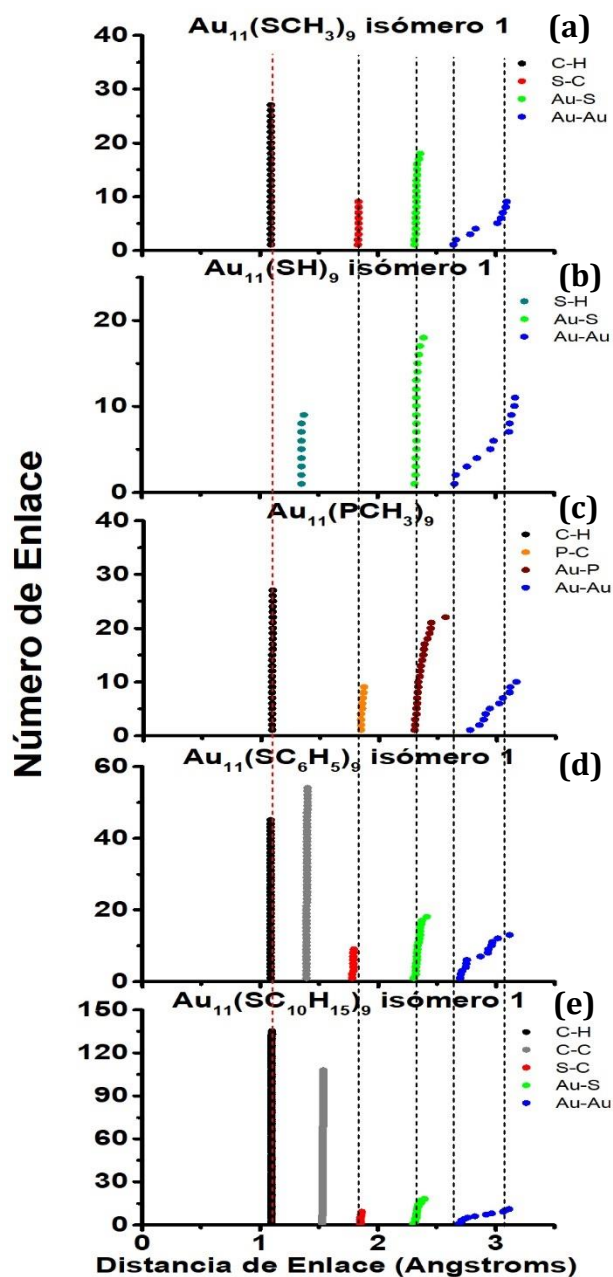 Au₁₁(SCH₃)₉ isómero 1 (a)
40
30
20
10
0
C-H
S-C
Au-S
Au-Au
Au₁₁(SH)₉ isómero 1 (b)
20
10
0
S-H
Au-S
Au-Au
Au₁₁(PCH₃)₉ (c)
40
30
20
10
0
C-H
P-C
Au-P
Au-Au
Au₁₁(SC₆H₅)₉ isómero 1 (d)
60
40
20
0
Au₁₁(SC₁₀H₁₅)₉ isómero 1 (e)
150
120
90
60
30
0
C-H
C-C
S-C
Au-S
Au-Au
0 1 2 3
Distancia de Enlace (Angstroms)
Número de Enlace